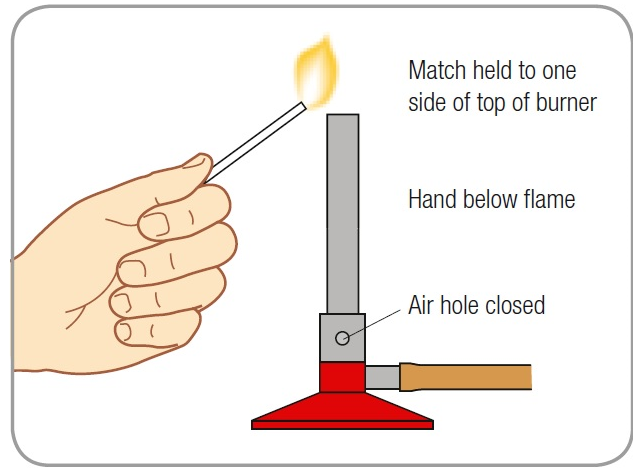 Match held to one
side of top of burner
Hand below flame
Air hole closed